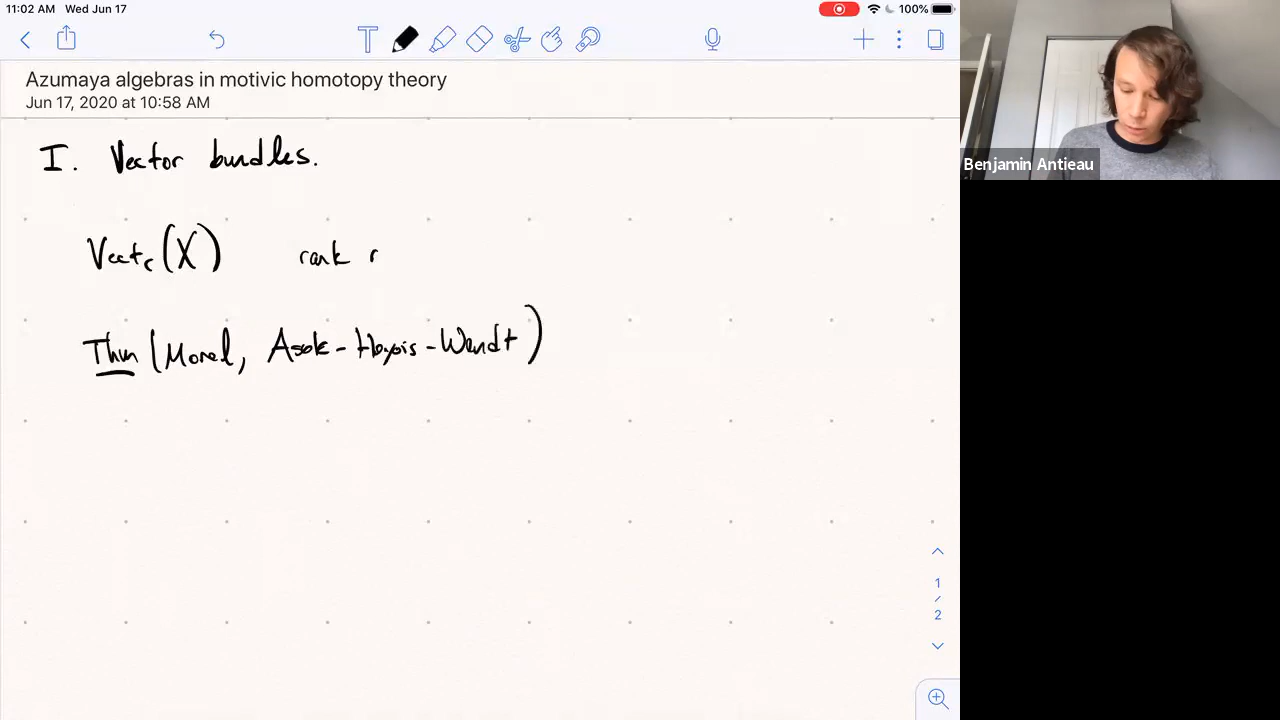 11:02 AM Wed Jun 17
100%
Azumaya algebras in motivic homotopy theory
Jun 17, 2020 at 10:58 AM
I. Vector bundles.
Vect_r(X) rank r
Thm (Morel, Asok-Hoyois-Wendt)
Benjamin Antieau
1
/
2